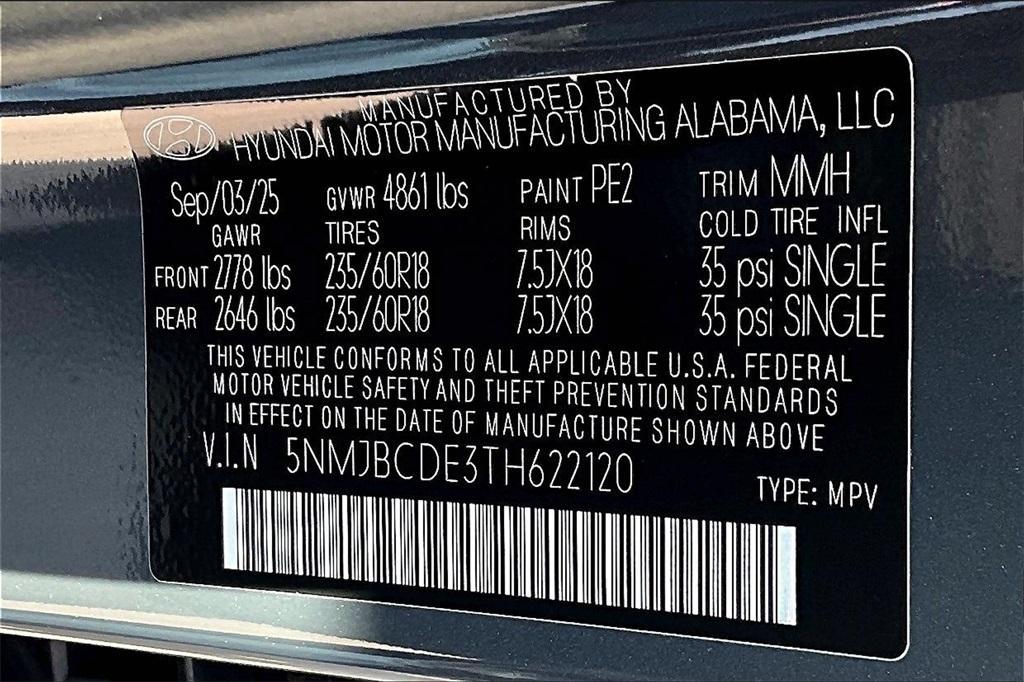 MANUFACTURED BY
HYUNDAI MOTOR MANUFACTURING ALABAMA, LLC
Sep/03/25 GVWR 4861 lbs PAINT PE2 TRIM MMH
GAWR TIRES RIMS COLD TIRE INFL
FRONT 2778 lbs 235/60R18 7.5JX18 35 psi SINGLE
REAR 2646 lbs 235/60R18 7.5JX18 35 psi SINGLE
THIS VEHICLE CONFORMS TO ALL APPLICABLE U.S.A. FEDERAL
MOTOR VEHICLE SAFETY AND THEFT PREVENTION STANDARDS
IN EFFECT ON THE DATE OF MANUFACTURE SHOWN ABOVE
V.I.N 5NMJBCDE3TH622120
TYPE: MPV